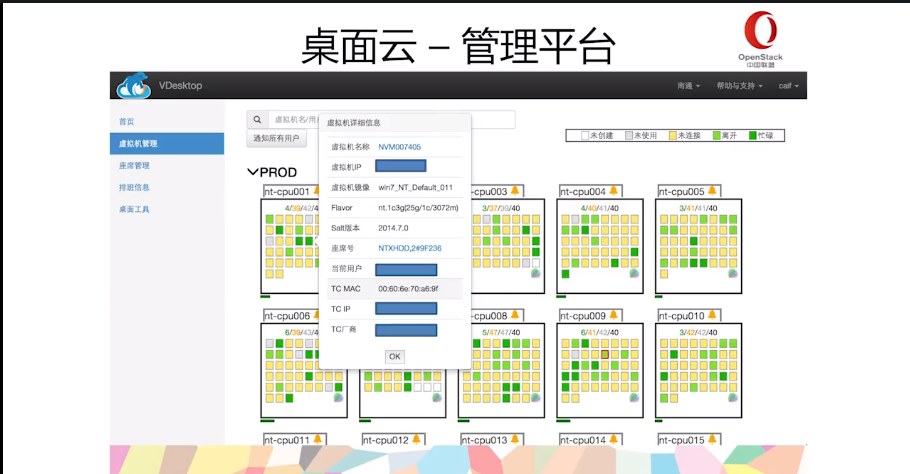 桌面云 – 管理平台
OpenStack
中国联盟
VDesktop
南通
帮助与支持
calf
首页
虚拟机管理
座席管理
排班信息
桌面工具
虚拟机名/用户
通知所有用户
未创建 未使用 未连接 离开 忙碌
PROD
虚拟机详细信息
虚拟机名称 NVM007405
虚拟机IP
虚拟机镜像 win7_NT_Default_011
Flavor nt.1c3g(25g/1c/3072m)
Salt版本 2014.7.0
座席号 NTXHDD,2#9F236
当前用户
TC MAC 00:60:6e:70:a6:9f
TC IP
TC厂商
OK
nt-cpu001 -cpu003 nt-cpu004 nt-cpu005
4/39/42/4 3/37/39/40 4/40/41/40 3/41/41/40
nt-cpu006 -cpu008 nt-cpu009 nt-cpu010
6/39/43/4 5/47/47/40 6/41/42/40 3/42/42/40
nt-cpu011 nt-cpu012 nt-cpu013 nt-cpu014 nt-cpu015